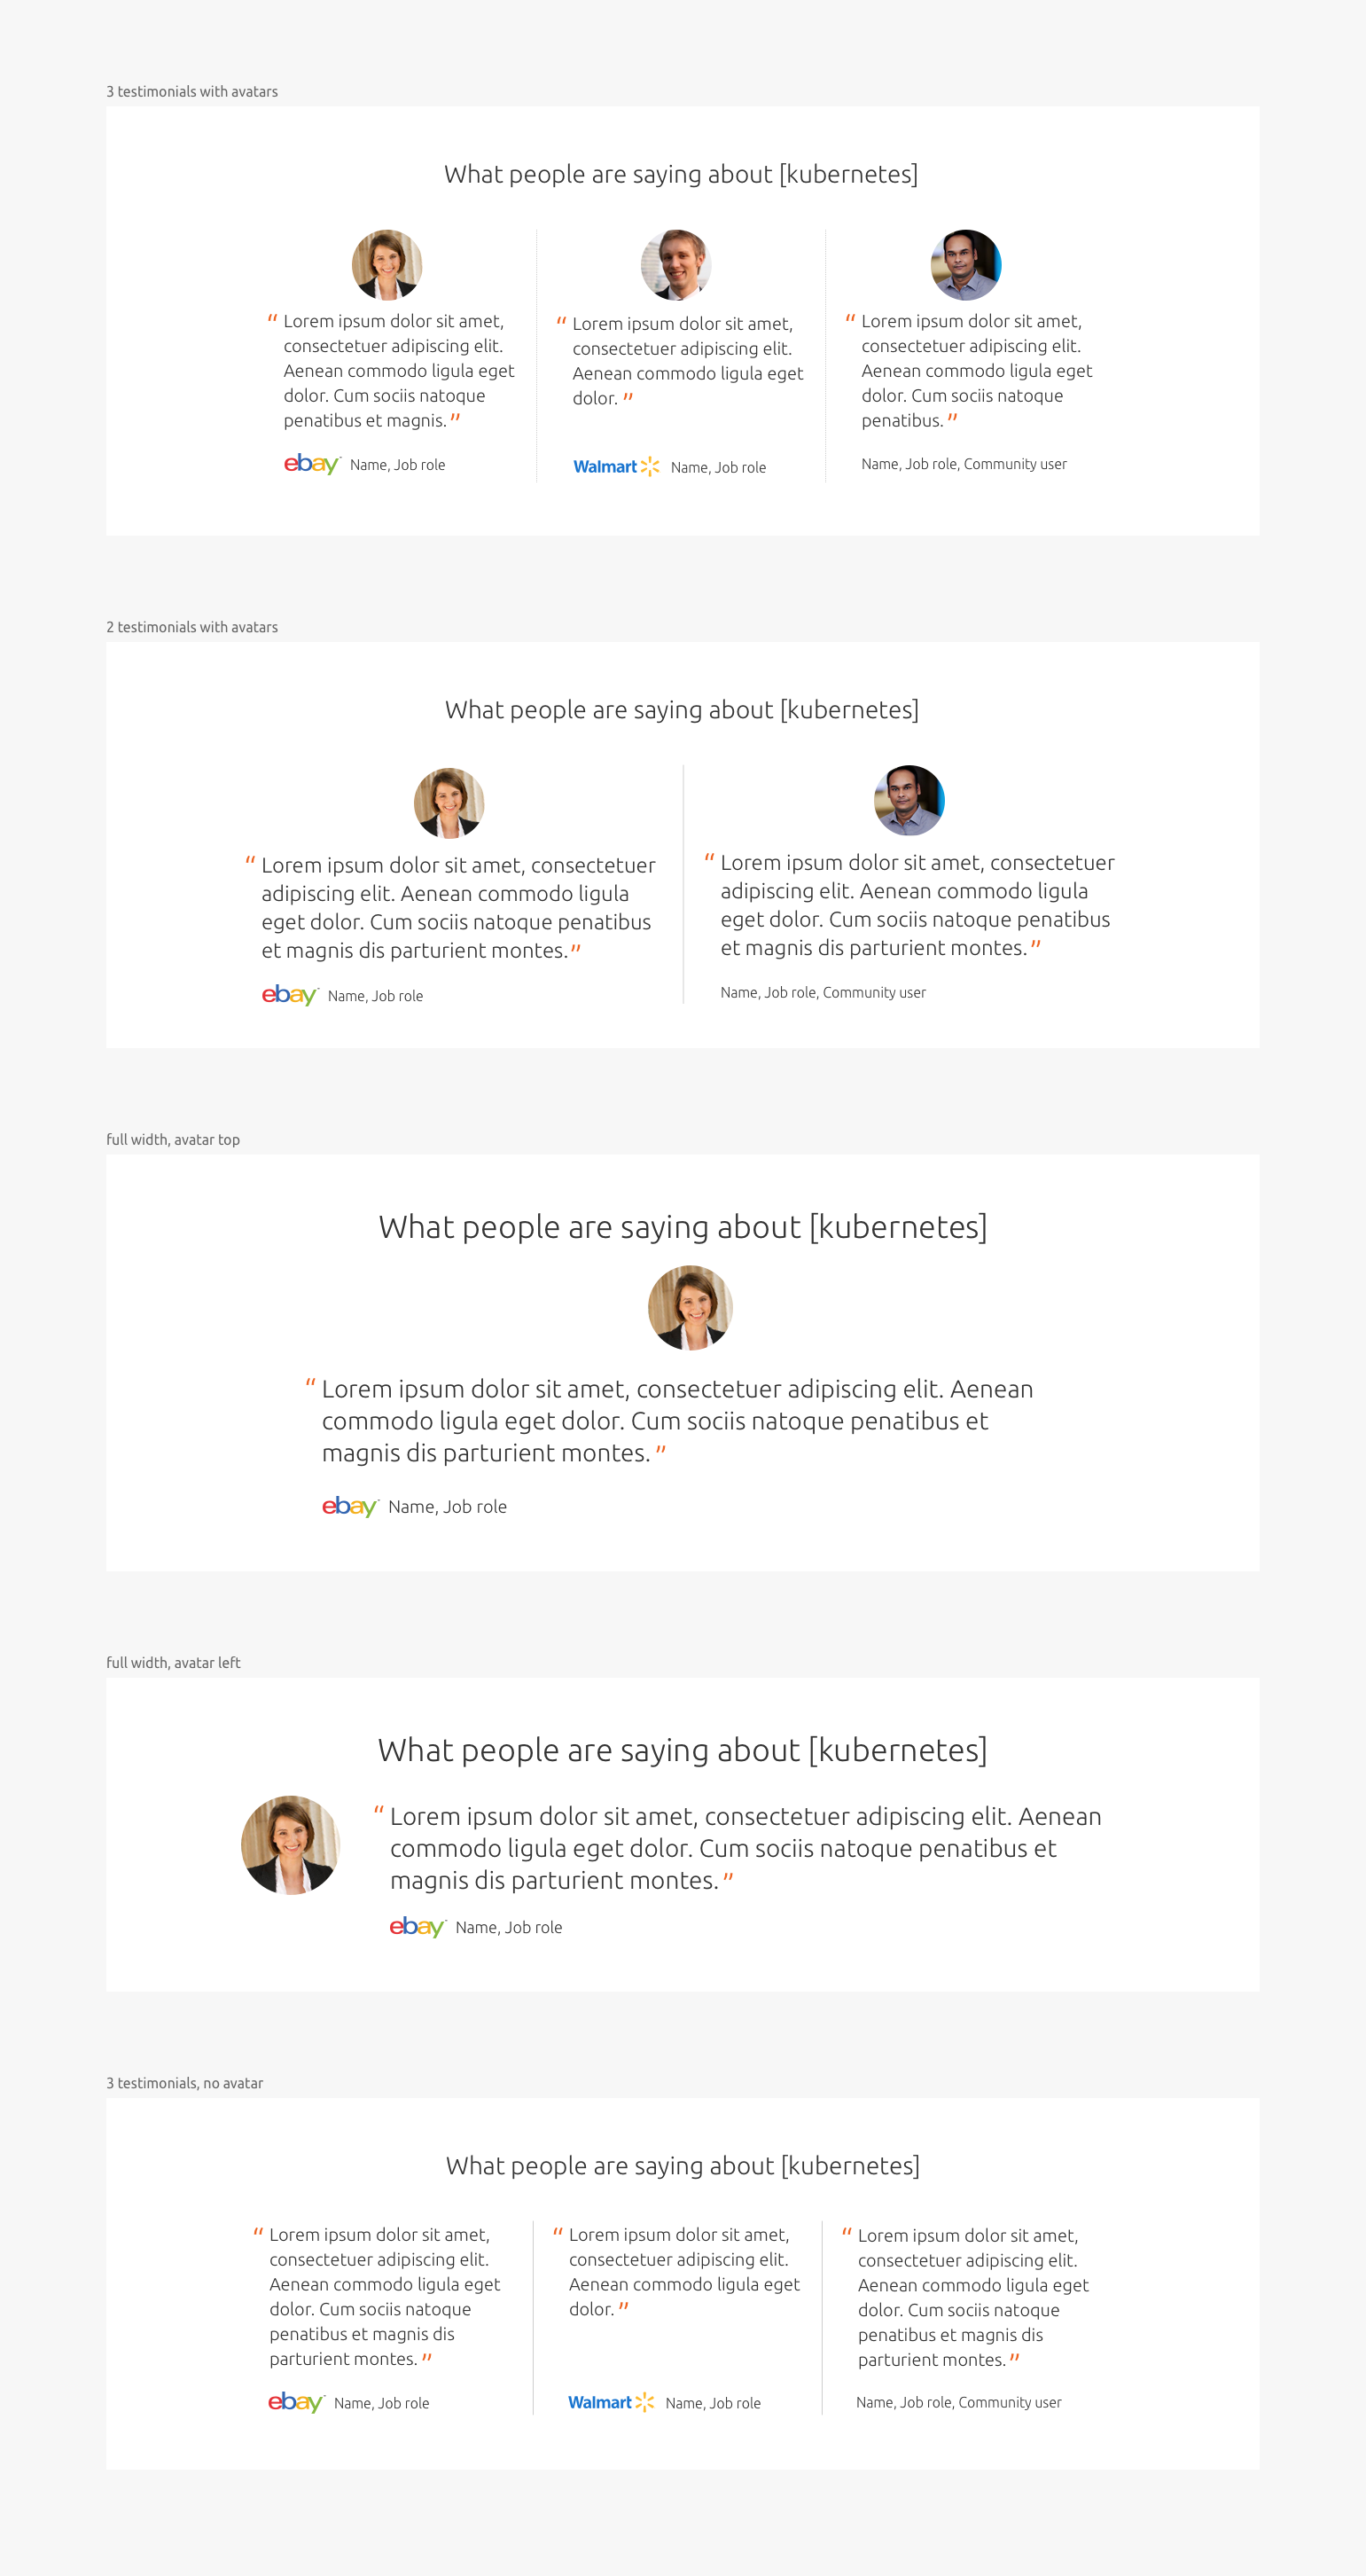 3 testimonials with avatars
What people are saying about [kubernetes]
“ Lorem ipsum dolor sit amet,
consectetuer adipiscing elit.
Aenean commodo ligula eget
dolor. Cum sociis natoque
penatibus et magnis. ”
ebay Name, Job role
“ Lorem ipsum dolor sit amet,
consectetuer adipiscing elit.
Aenean commodo ligula eget
dolor. ”
Walmart Name, Job role
“ Lorem ipsum dolor sit amet,
consectetuer adipiscing elit.
Aenean commodo ligula eget
dolor. Cum sociis natoque
penatibus. ”
Name, Job role, Community user
2 testimonials with avatars
What people are saying about [kubernetes]
“ Lorem ipsum dolor sit amet, consectetuer
adipiscing elit. Aenean commodo ligula
eget dolor. Cum sociis natoque penatibus
et magnis dis parturient montes. ”
ebay Name, Job role
“ Lorem ipsum dolor sit amet, consectetuer
adipiscing elit. Aenean commodo ligula
eget dolor. Cum sociis natoque penatibus
et magnis dis parturient montes. ”
Name, Job role, Community user
full width, avatar top
What people are saying about [kubernetes]
“ Lorem ipsum dolor sit amet, consectetuer adipiscing elit. Aenean
commodo ligula eget dolor. Cum sociis natoque penatibus et
magnis dis parturient montes. ”
ebay Name, Job role
full width, avatar left
What people are saying about [kubernetes]
“ Lorem ipsum dolor sit amet, consectetuer adipiscing elit. Aenean
commodo ligula eget dolor. Cum sociis natoque penatibus et
magnis dis parturient montes. ”
ebay Name, Job role
3 testimonials, no avatar
What people are saying about [kubernetes]
“ Lorem ipsum dolor sit amet,
consectetuer adipiscing elit.
Aenean commodo ligula eget
dolor. Cum sociis natoque
penatibus et magnis dis
parturient montes. ”
ebay Name, Job role
“ Lorem ipsum dolor sit amet,
consectetuer adipiscing elit.
Aenean commodo ligula eget
dolor. ”
Walmart Name, Job role
“ Lorem ipsum dolor sit amet,
consectetuer adipiscing elit.
Aenean commodo ligula eget
dolor. Cum sociis natoque
penatibus et magnis dis
parturient montes. ”
Name, Job role, Community user